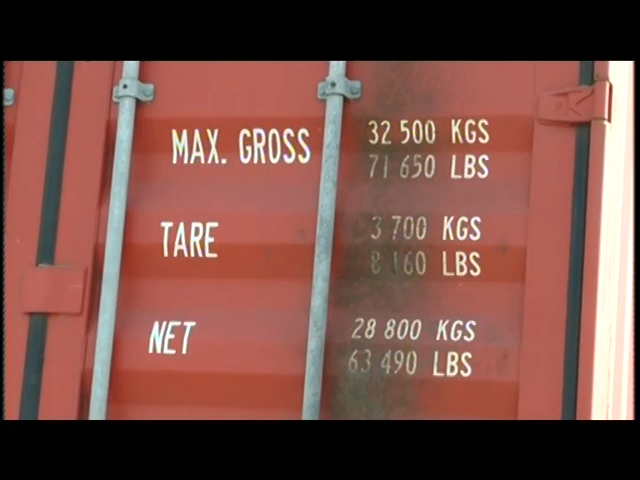 MAX. GROSS 32 500 KGS
71 650 LBS
TARE 3 700 KGS
8 160 LBS
NET 28 800 KGS
63 490 LBS